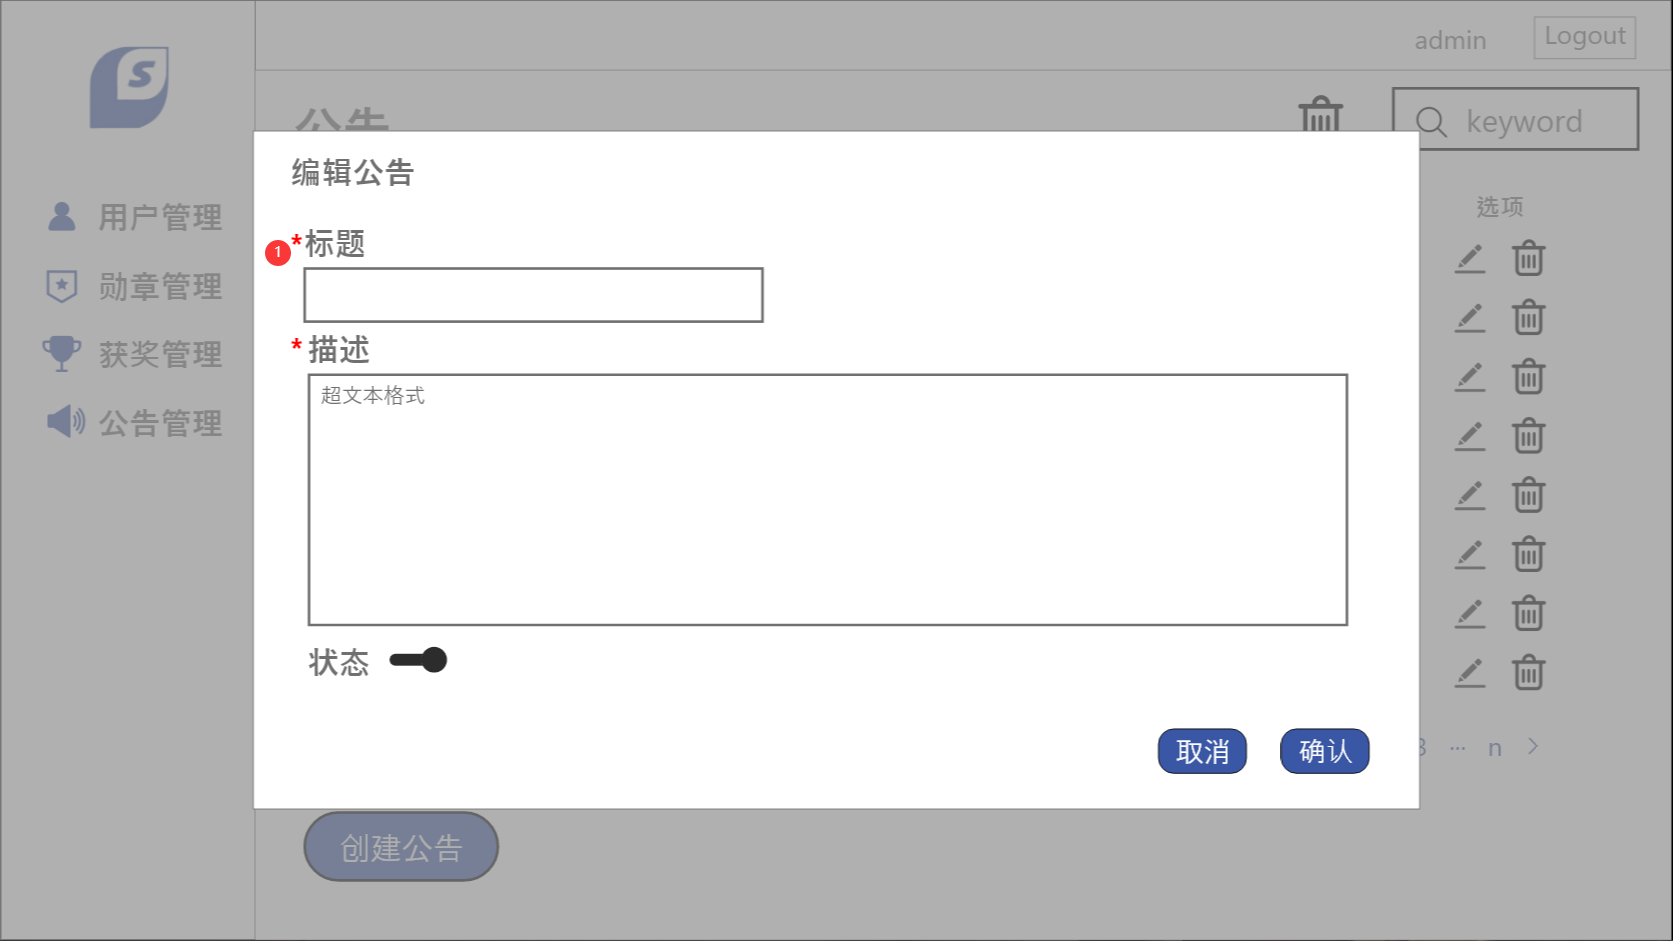 S
admin
Logout
公告
keyword
编辑公告
用户管理
勋章管理
获奖管理
公告管理
选项
1
*标题
*描述
超文本格式
状态
取消
确认
... n >
创建公告